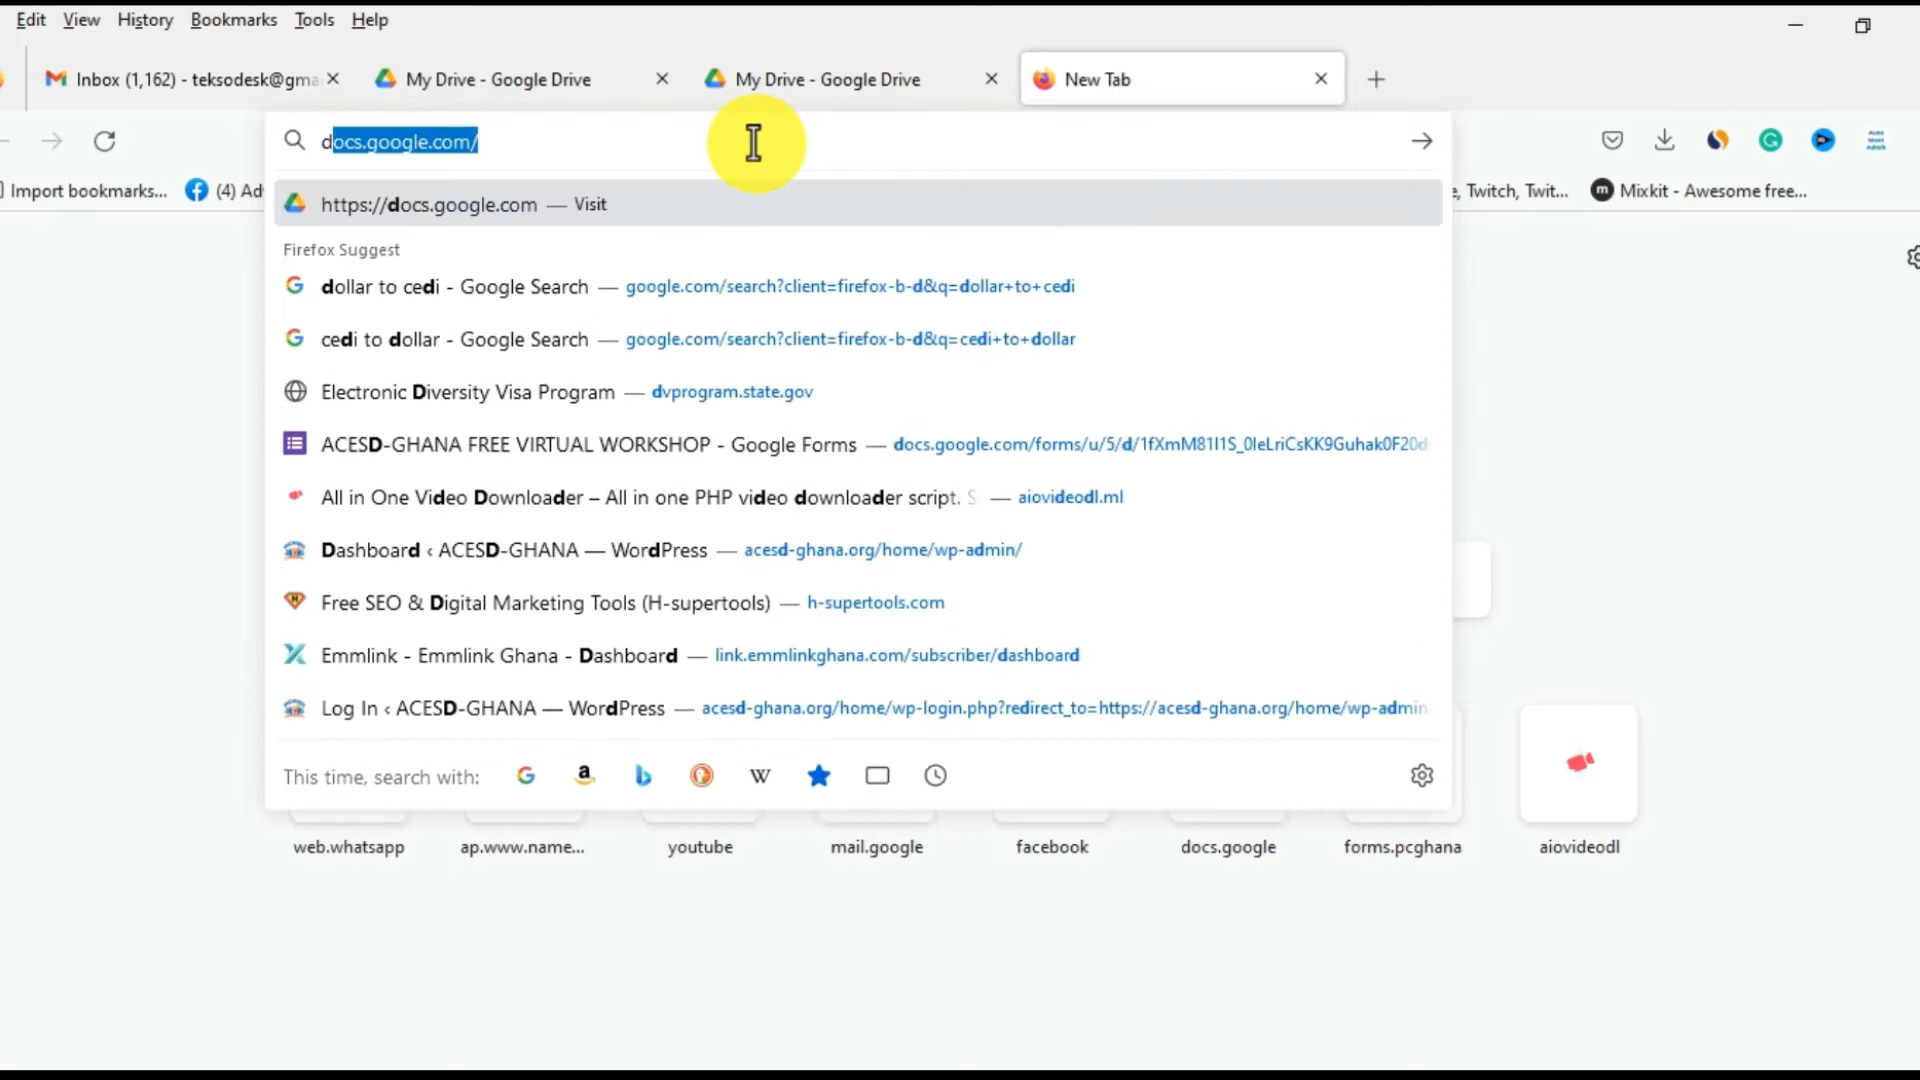 Edit View History Bookmarks Tools Help
Inbox (1,162) - teksodesk@gma
My Drive - Google Drive
My Drive - Google Drive
New Tab
docs.google.com/
Import bookmarks...
(4) Ad
e, Twitch, Twit...
Mixkit - Awesome free...
https://docs.google.com — Visit
Firefox Suggest
dollar to cedi - Google Search — google.com/search?client=firefox-b-d&q=dollar+to+cedi
cedi to dollar - Google Search — google.com/search?client=firefox-b-d&q=cedi+to+dollar
Electronic Diversity Visa Program — dvprogram.state.gov
ACESD-GHANA FREE VIRTUAL WORKSHOP - Google Forms — docs.google.com/forms/u/5/d/
All in One Video Downloader – All in one PHP video downloader script. S — aiovideodl.ml
Dashboard ‹ ACESD-GHANA — WordPress — acesd-ghana.org/home/wp-admin/
Free SEO & Digital Marketing Tools (H-supertools) — h-supertools.com
Emmlink - Emmlink Ghana - Dashboard — link.emmlinkghana.com/subscriber/dashboard
Log In ‹ ACESD-GHANA — WordPress — acesd-ghana.org/home/wp-login.php?redirect_to=https://acesd-ghana.org/home/wp-admin
This time, search with:
web.whatsapp
ap.www.name...
youtube
mail.google
facebook
docs.google
forms.pcghana
aiovideodl